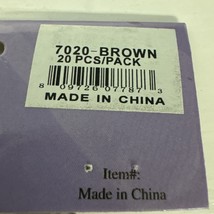 7020-BROWN
20 PCS/PACK
8 09726 07787 3
MADE IN CHINA
Item#:
Made in China